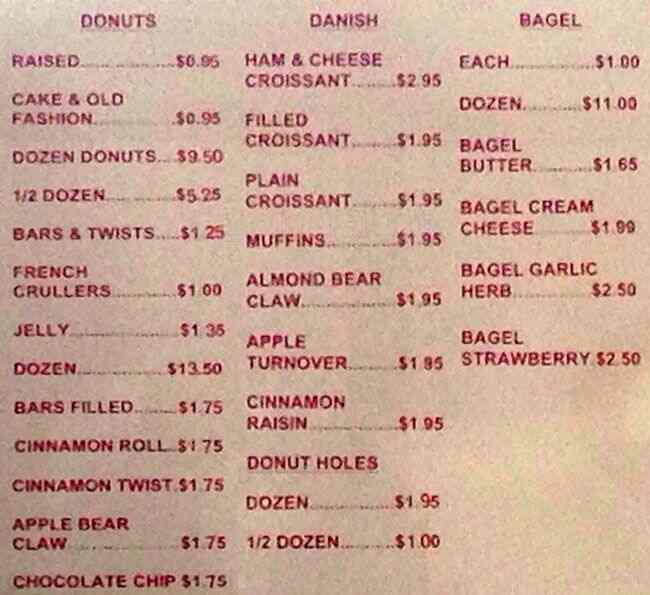 DONUTS
RAISED..............$0.95
CAKE & OLD
FASHION.............$0.95
DOZEN DONUTS...$9.50
1/2 DOZEN............$5.25
BARS & TWISTS.....$1.25
FRENCH
CRULLERS...........$1.00
JELLY..................$1.35
DOZEN...............$13.50
BARS FILLED........$1.75
CINNAMON ROLL..$1.75
CINNAMON TWIST.$1.75
APPLE BEAR
CLAW..................$1.75
CHOCOLATE CHIP $1.75
DANISH
HAM & CHEESE
CROISSANT........$2.95
FILLED
CROISSANT........$1.95
PLAIN
CROISSANT........$1.95
MUFFINS............$1.95
ALMOND BEAR
CLAW................$1.95
APPLE
TURNOVER.........$1.95
CINNAMON
RAISIN...............$1.95
DONUT HOLES
DOZEN...............$1.95
1/2 DOZEN..........$1.00
BAGEL
EACH...............$1.00
DOZEN............$11.00
BAGEL
BUTTER...........$1.65
BAGEL CREAM
CHEESE...........$1.99
BAGEL GARLIC
HERB...............$2.50
BAGEL
STRAWBERRY.$2.50